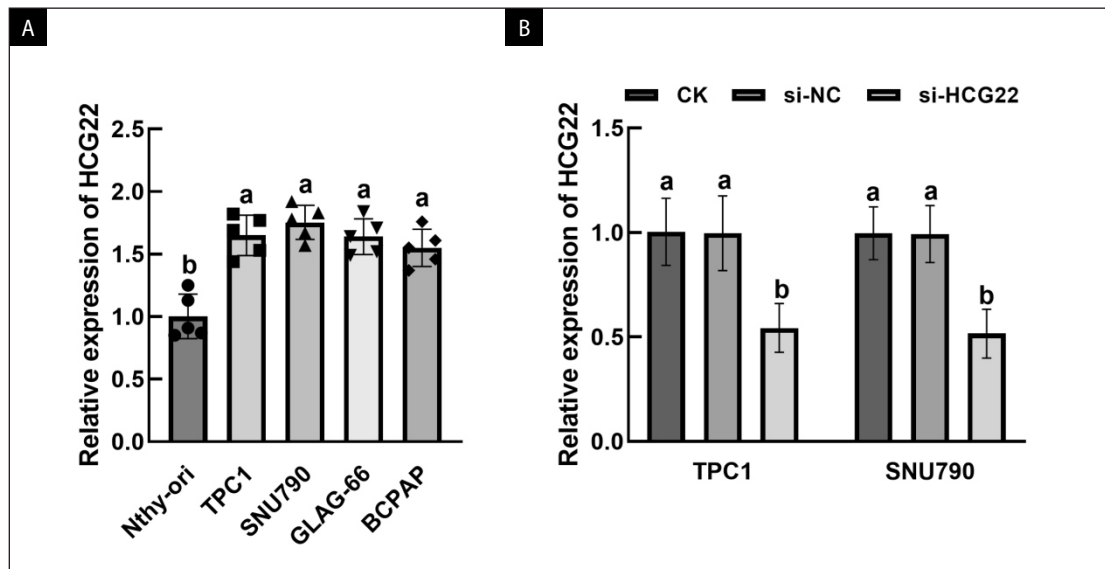 A
Relative expression of HCG22
2.5
2.0
1.5
1.0
0.5
0.0
b
a
a
a
a
Nthy-ori
TPC1
SNU790
GLAG-66
BCPAP
B
CK si-NC si-HCG22
Relative expression of HCG22
1.5
1.0
0.5
0.0
a
a
b
a
a
b
TPC1
SNU790